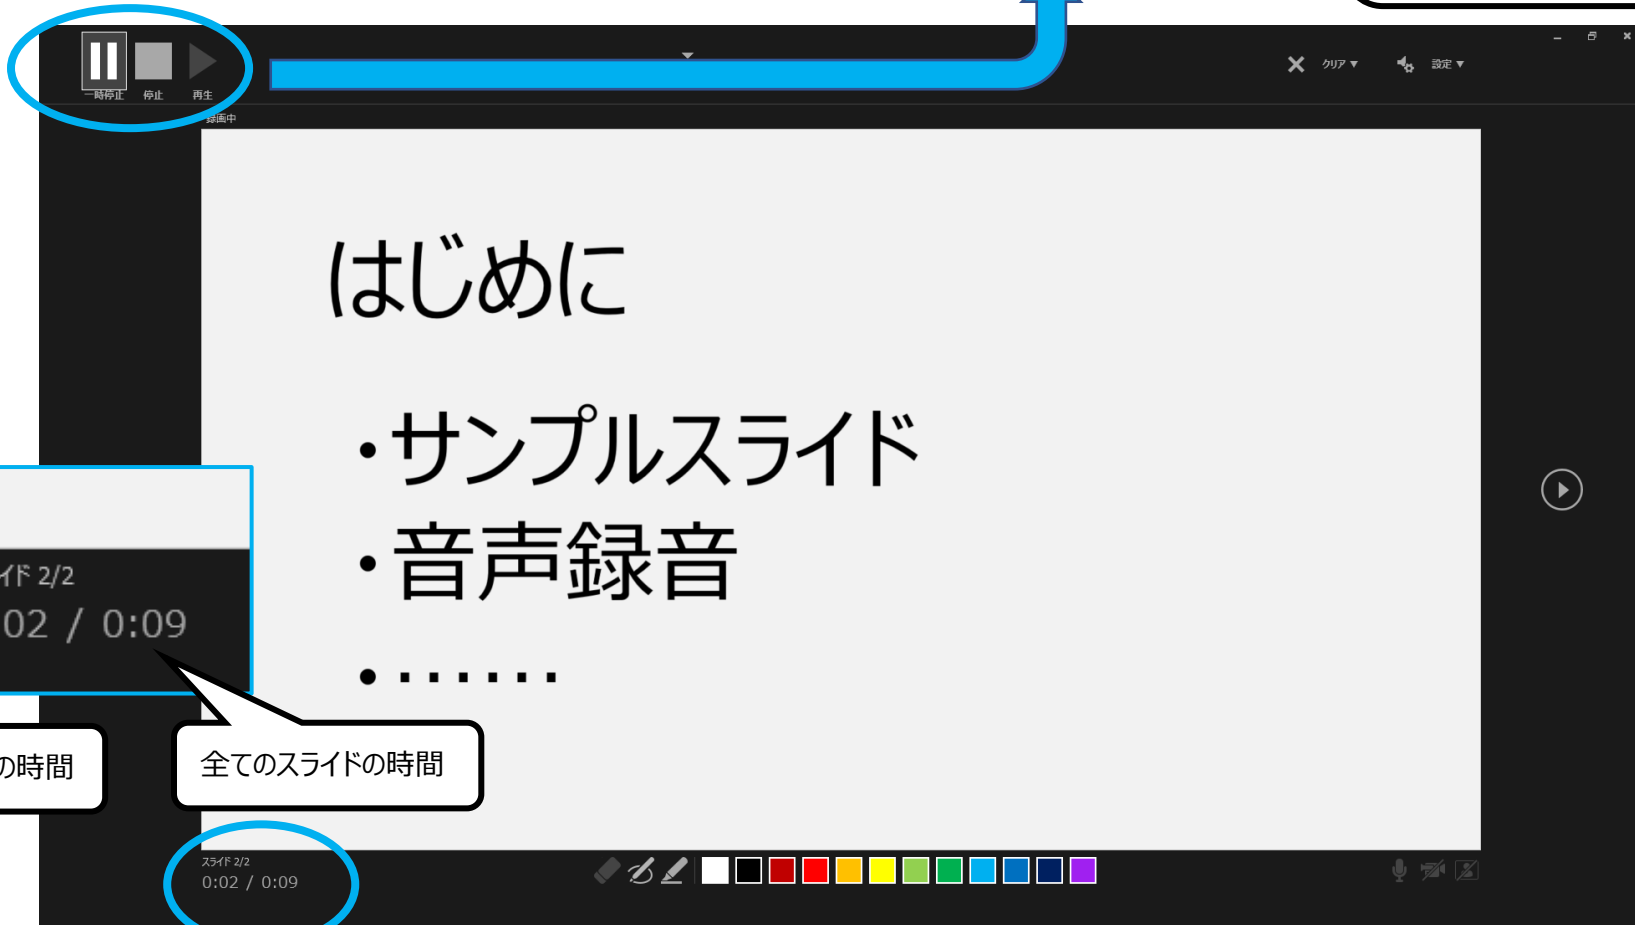 一時停止 停止 再生
クリア ▼ 設定 ▼
録画中
はじめに
・サンプルスライド
・音声録音
・……
イド 2/2
02 / 0:09
の時間
全てのスライドの時間
スライド 2/2
0:02 / 0:09